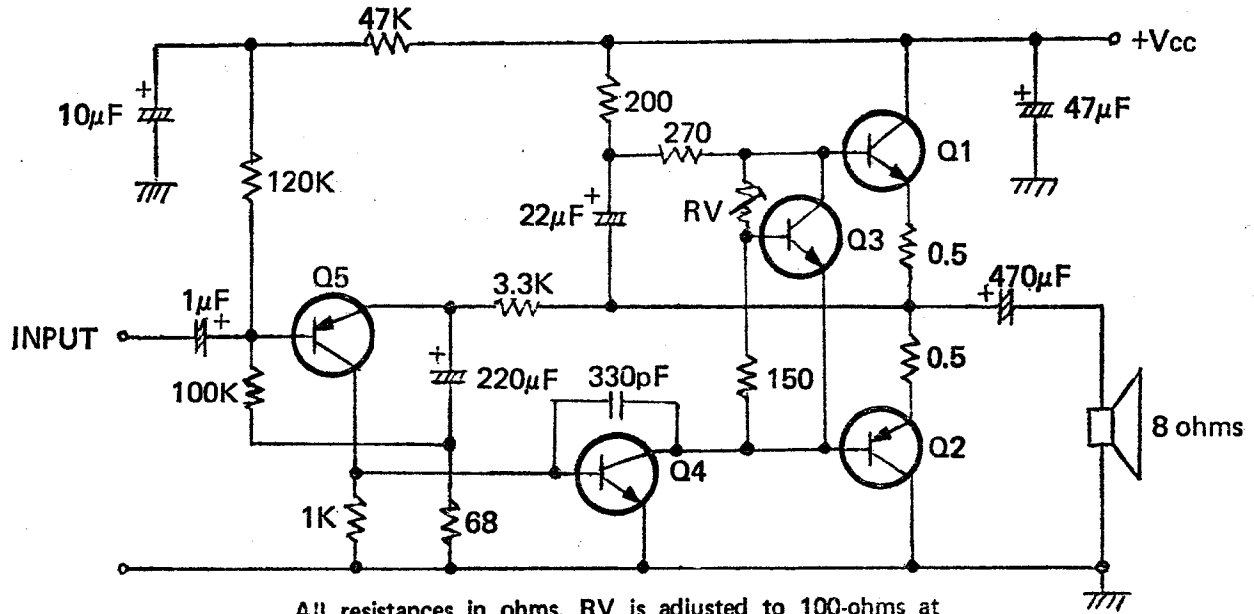 47K
+Vcc
10µF
+
120K
200
270
Q1
+
47µF
22µF
+
RV
Q3
0.5
470µF
+
Q5
3.3K
1µF
+
INPUT
100K
+
220µF
330pF
150
0.5
8 ohms
Q4
Q2
1K
68
All resistances in ohms. RV is adjusted to 100-ohms at